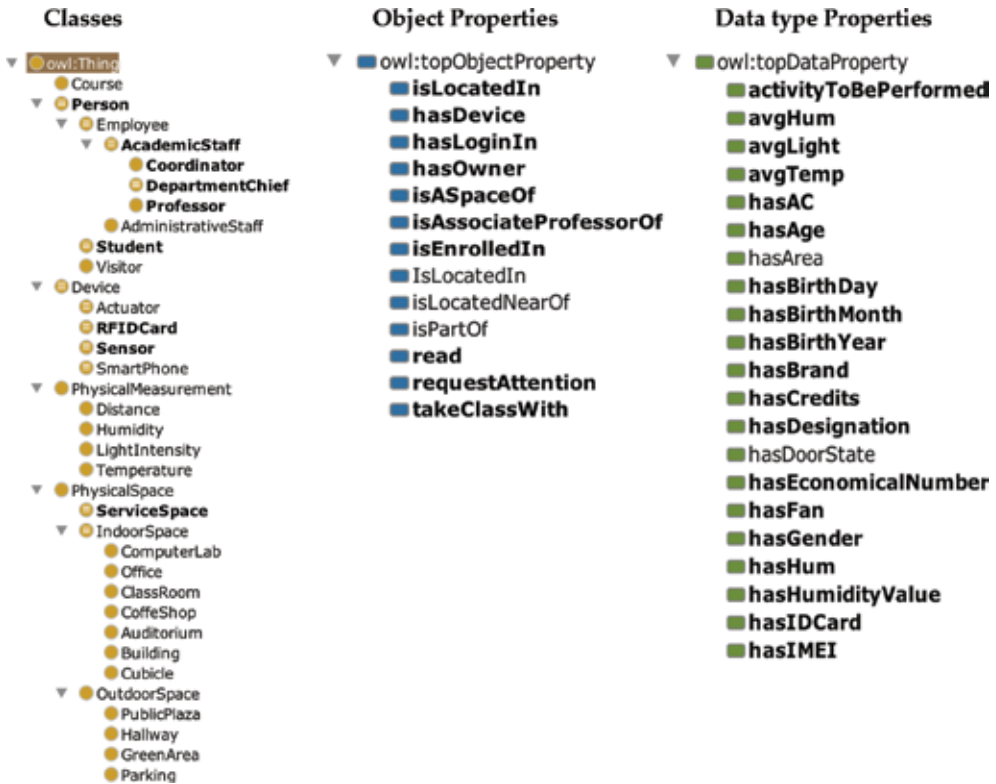 Classes
owl:Thing
Course
Person
Employee
AcademicStaff
Coordinator
DepartmentChief
Professor
AdministrativeStaff
Student
Visitor
Device
Actuator
RFIDCard
Sensor
SmartPhone
PhysicalMeasurement
Distance
Humidity
LightIntensity
Temperature
PhysicalSpace
ServiceSpace
IndoorSpace
ComputerLab
Office
ClassRoom
CoffeShop
Auditorium
Building
Cubicle
OutdoorSpace
PublicPlaza
Hallway
GreenArea
Parking
Object Properties
owl:topObjectProperty
isLocatedIn
hasDevice
hasLoginIn
hasOwner
isASpaceOf
isAssociateProfessorOf
isEnrolledIn
IsLocatedIn
isLocatedNearOf
isPartOf
read
requestAttention
takeClassWith
Data type Properties
owl:topDataProperty
activityToBePerformed
avgHum
avgLight
avgTemp
hasAC
hasAge
hasArea
hasBirthDay
hasBirthMonth
hasBirthYear
hasBrand
hasCredits
hasDesignation
hasDoorState
hasEconomicalNumber
hasFan
hasGender
hasHum
hasHumidityValue
hasIDCard
hasIMEI